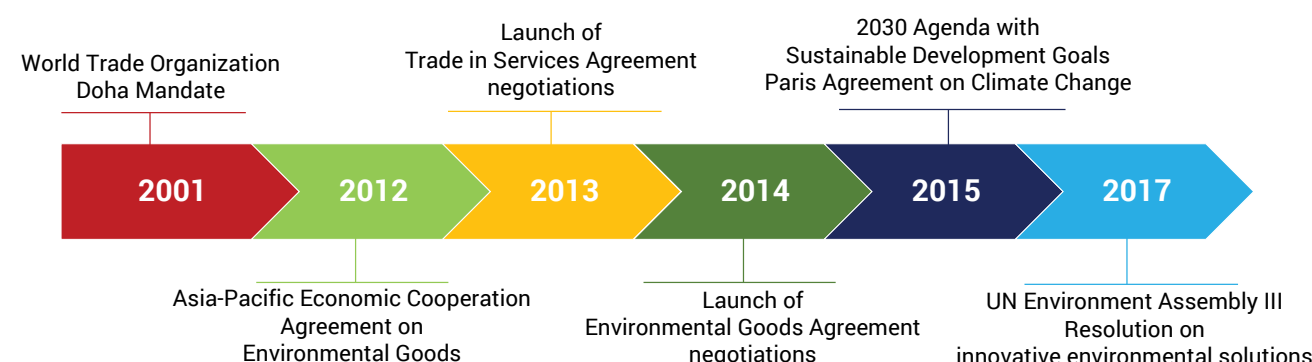 World Trade Organization
Doha Mandate
Launch of
Trade in Services Agreement
negotiations
2030 Agenda with
Sustainable Development Goals
Paris Agreement on Climate Change
2001
2012
2013
2014
2015
2017
Asia-Pacific Economic Cooperation
Agreement on
Environmental Goods
Launch of
Environmental Goods Agreement
negotiations
UN Environment Assembly III
Resolution on
innovative environmental solutions